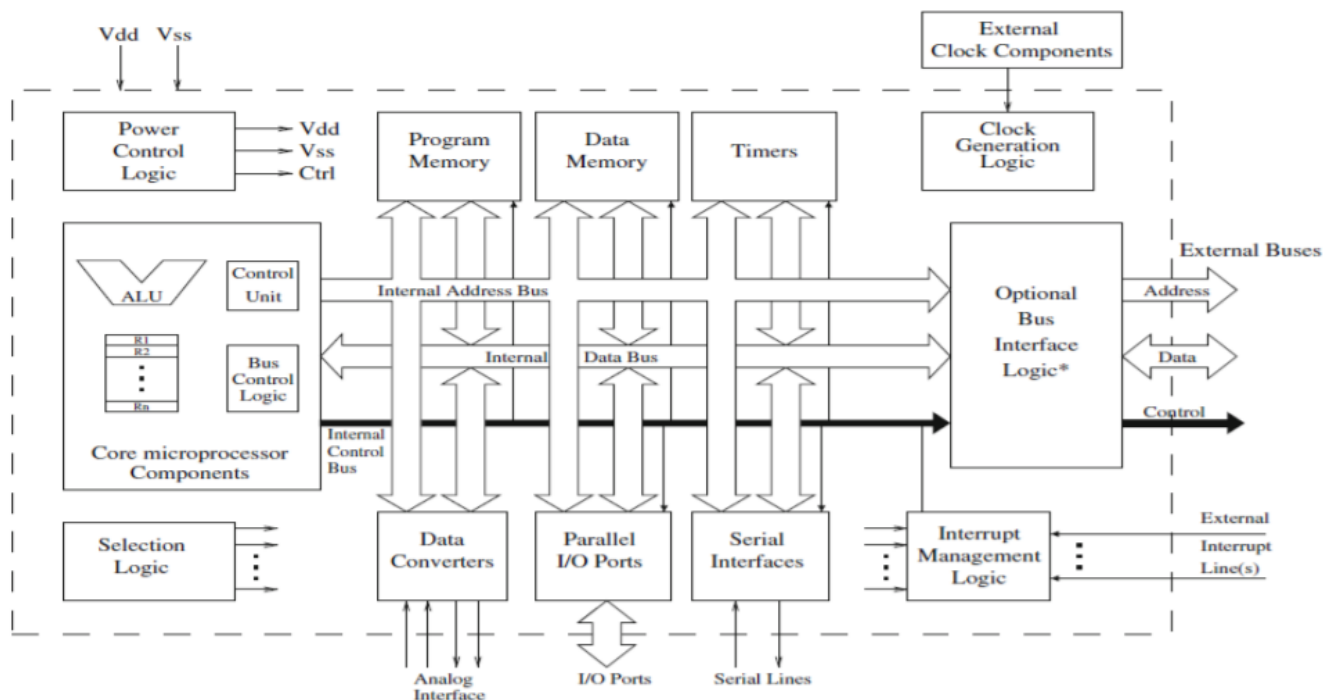 Vdd Vss
External
Clock Components
Power
Control
Logic
Vdd
Vss
Ctrl
Program
Memory
Data
Memory
Timers
Clock
Generation
Logic
ALU
Control
Unit
R1
R2
Rn
Bus
Control
Logic
Core microprocessor
Components
Internal Address Bus
Internal Data Bus
Internal
Control
Bus
Optional
Bus
Interface
Logic*
External Buses
Address
Data
Control
Selection
Logic
Data
Converters
Parallel
I/O Ports
Serial
Interfaces
Interrupt
Management
Logic
External
Interrupt
Line(s)
Analog
Interface
I/O Ports
Serial Lines